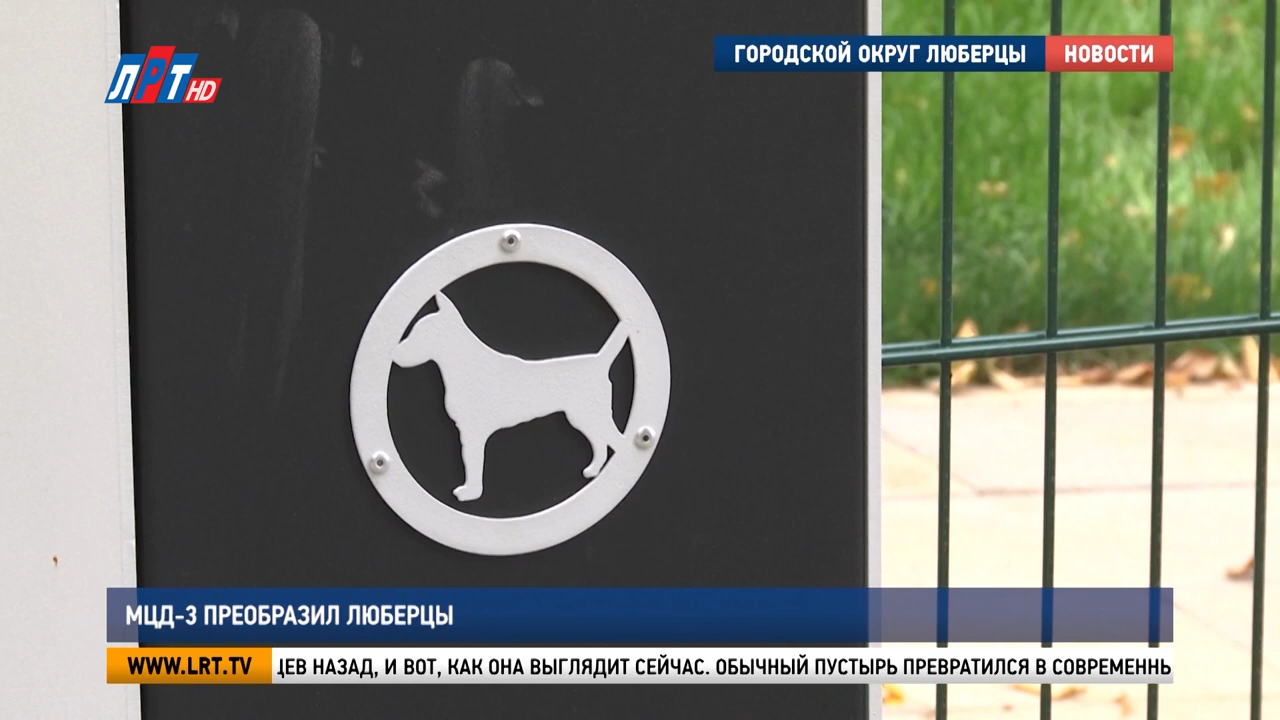 ЛРТ HD
ГОРОДСКОЙ ОКРУГ ЛЮБЕРЦЫ НОВОСТИ
МЦД-3 ПРЕОБРАЗИЛ ЛЮБЕРЦЫ
WWW.LRT.TV ЦЕВ НАЗАД, И ВОТ, КАК ОНА ВЫГЛЯДИТ СЕЙЧАС. ОБЫЧНЫЙ ПУСТЫРЬ ПРЕВРАТИЛСЯ В СОВРЕМЕНН